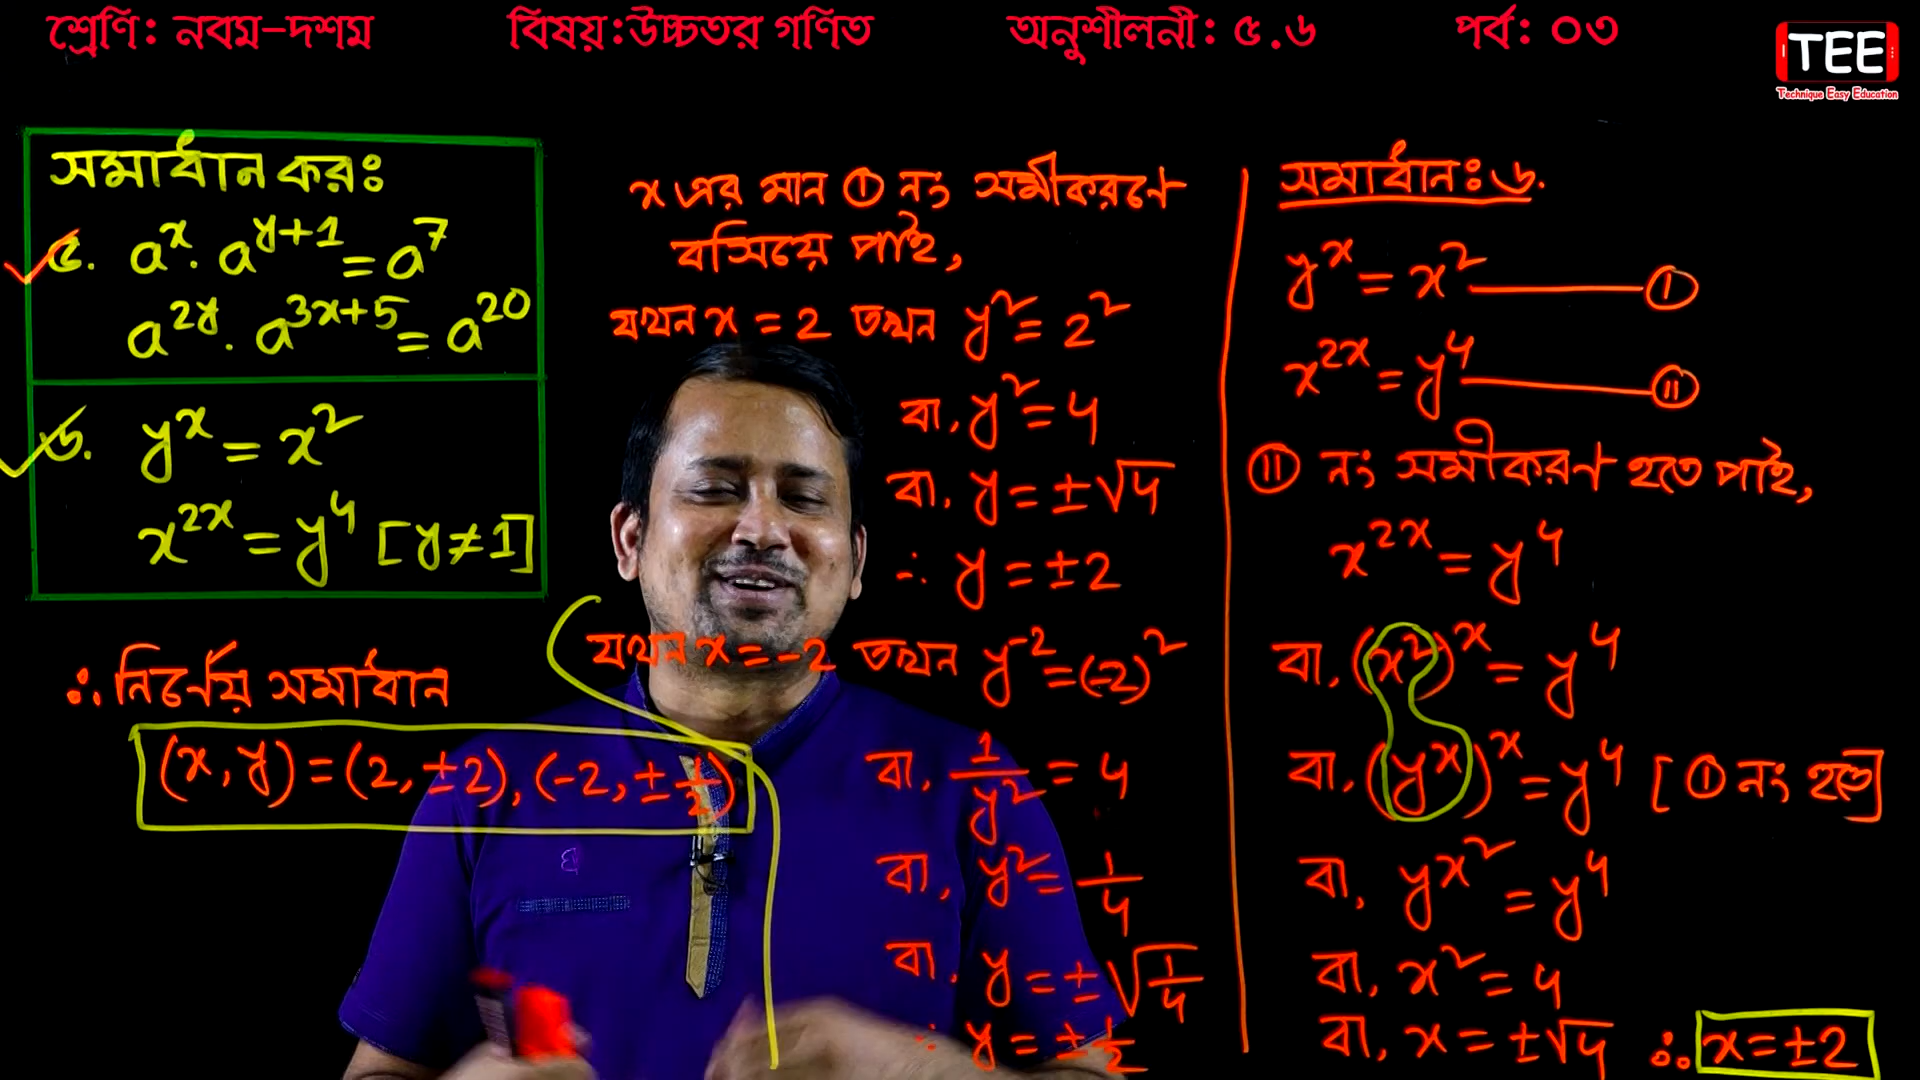 শ্রেণি: নবম-দশম বিষয়:উচ্চতর গণিত অনুশীলনী: ৫.৬ পর্ব: ০৩
TEE
Technique Easy Education
সমাধান করঃ
৫. a^x . a^{y+1} = a^7
a^{2y} . a^{3x+5} = a^{20}
৬. y^x = x^2
x^{2x} = y^4 [y≠1]
∴ নির্ণেয় সমাধান
(x, y) = (2, ±2), (-2, ±1/2)
x এর মান ① নং সমীকরণে
বসিয়ে পাই,
যখন x = 2 তখন y^2 = 2^2
বা, y^2 = 4
বা, y = ±√4
∴ y = ±2
যখন x = -2 তখন y^{-2} = (-2)^2
বা, 1/y^2 = 4
বা, y^2 = 1/4
বা, y = ±√(1/4)
∴ y = ±1/2
সমাধানঃ ৬.
y^x = x^2 — ⓘ
x^{2x} = y^4 — ⓘⓘ
ⓘⓘ নং সমীকরণ হতে পাই,
x^{2x} = y^4
বা, (x^2)^x = y^4
বা, (y^x)^x = y^4 [① নং হতে]
বা, y^{x^2} = y^4
বা, x^2 = 4
বা, x = ±√4 ∴ x = ±2